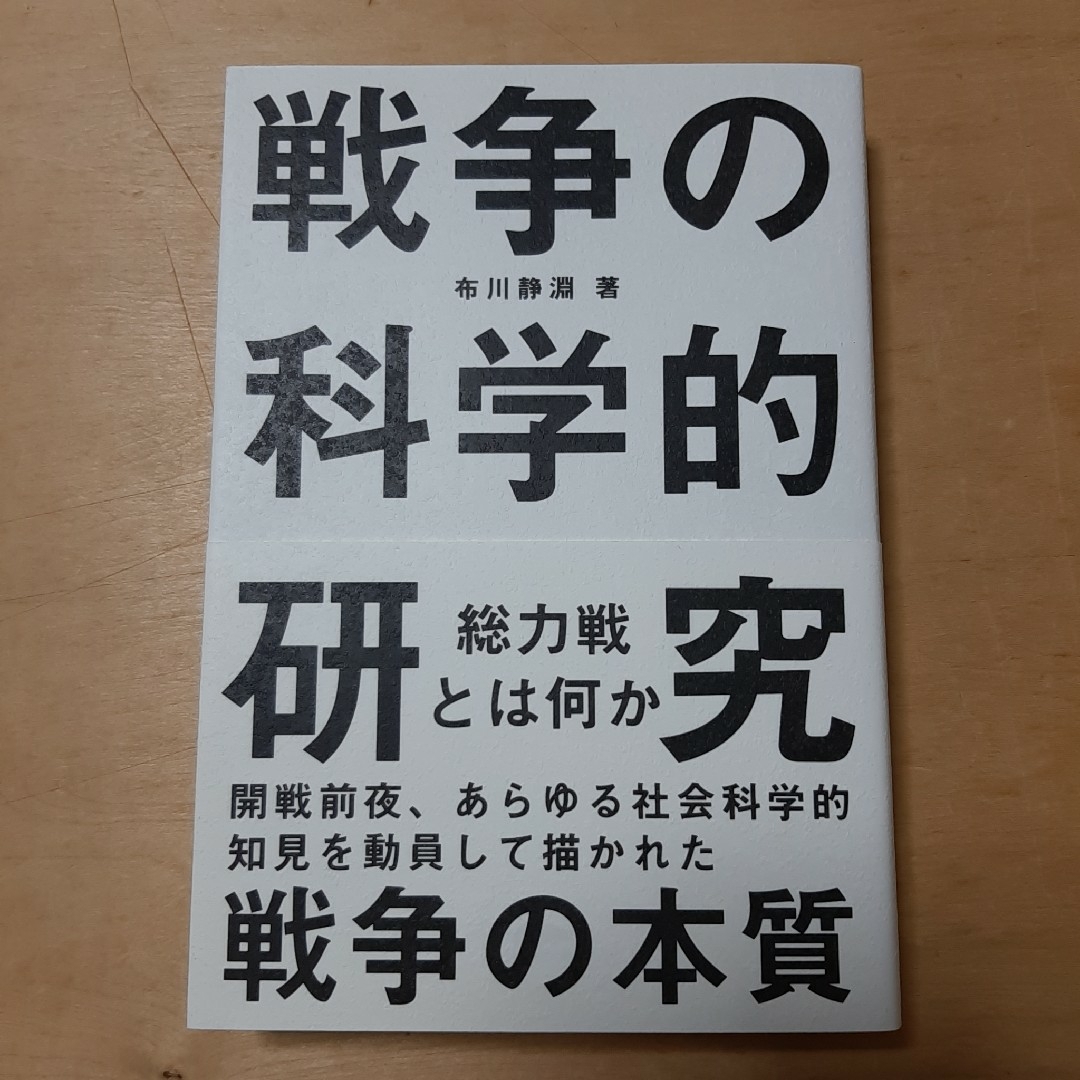 戦争の
布川静淵 著
科学的
研究
総力戦
とは何か
開戦前夜、あらゆる社会科学的
知見を動員して描かれた
戦争の本質